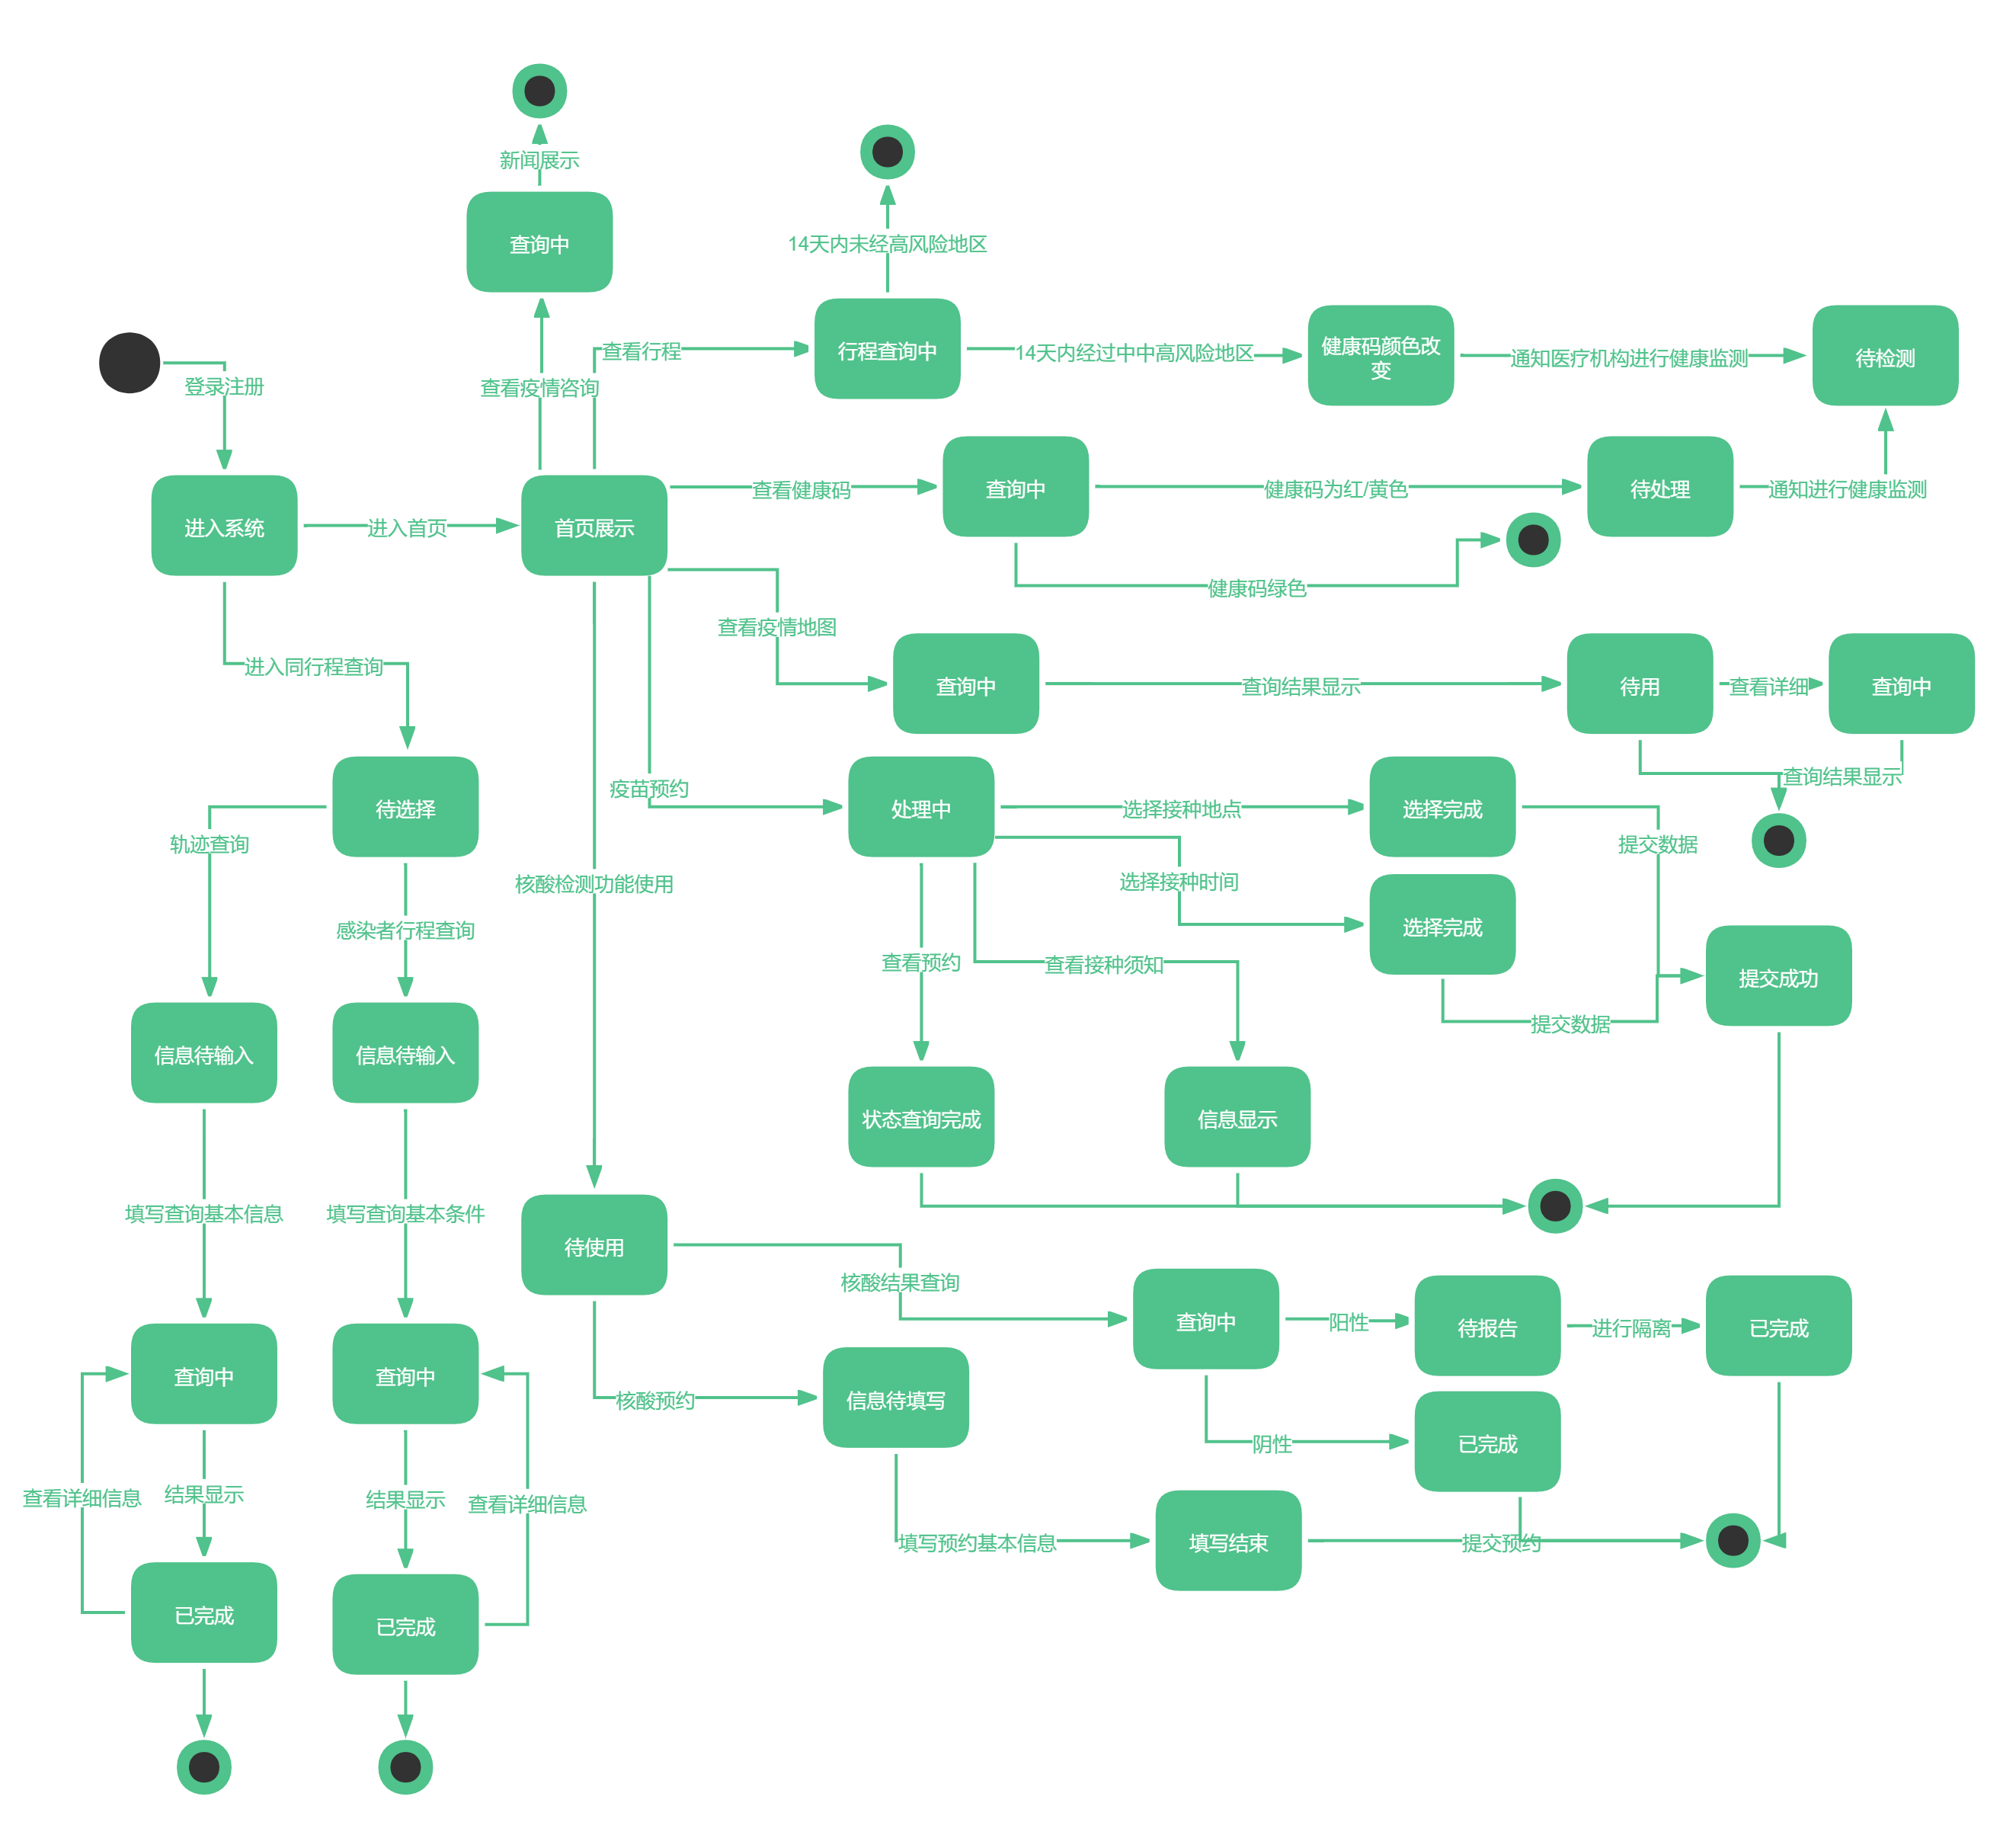 新闻展示
查询中
14天内未经高风险地区
查看行程
行程查询中
14天内经过中中高风险地区
健康码颜色改
变
通知医疗机构进行健康监测
待检测
登录注册
查看疫情咨询
查看健康码
查询中
健康码为红/黄色
待处理
通知进行健康监测
进入系统
进入首页
首页展示
健康码绿色
查看疫情地图
进入同行程查询
查询中
查询结果显示
待用
查看详细
查询中
查询结果显示
疫苗预约
待选择
处理中
选择接种地点
选择完成
提交数据
轨迹查询
核酸检测功能使用
选择接种时间
选择完成
感染者行程查询
查看预约
查看接种须知
提交成功
提交数据
信息待输入
信息待输入
状态查询完成
信息显示
填写查询基本信息
填写查询基本条件
待使用
核酸结果查询
查询中
阳性
待报告
进行隔离
已完成
查询中
查询中
核酸预约
信息待填写
阴性
已完成
查看详细信息
结果显示
结果显示
查看详细信息
填写预约基本信息
填写结束
提交预约
已完成
已完成